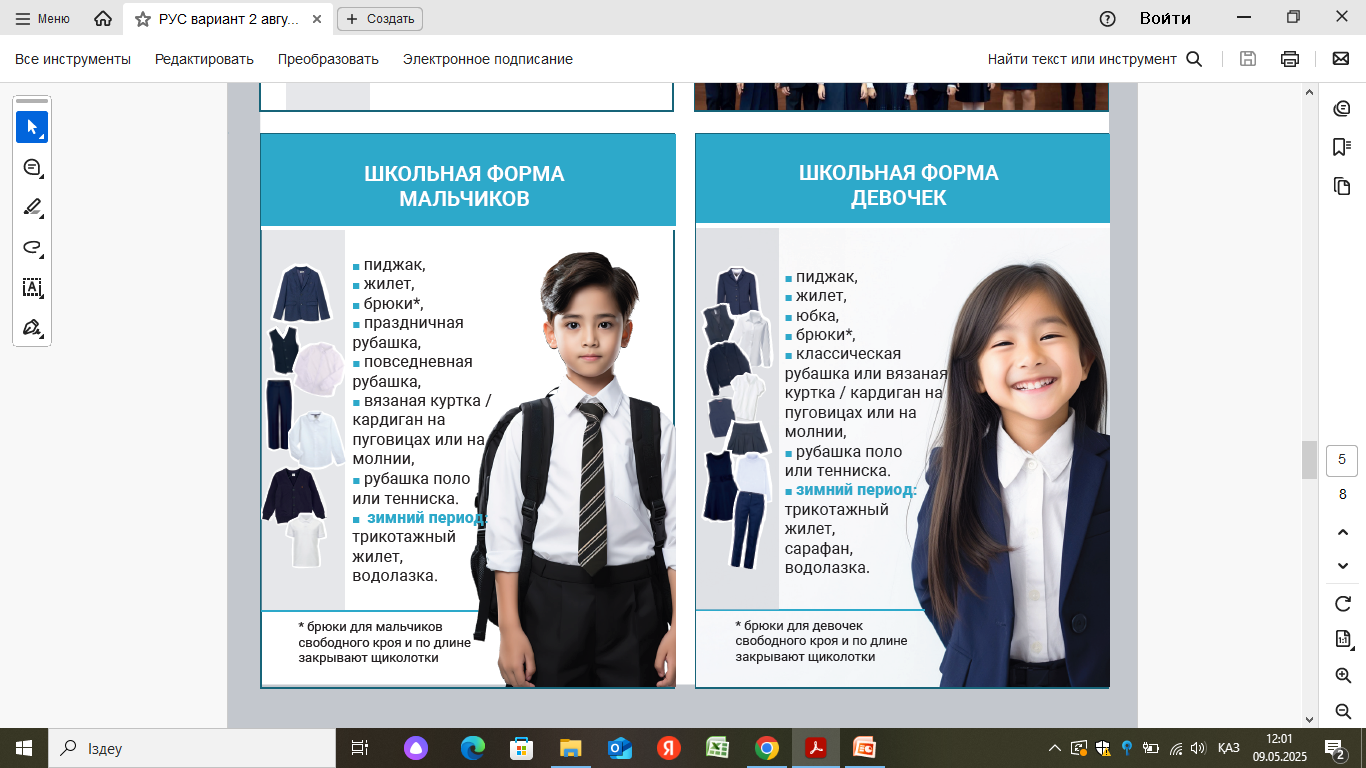 Меню
РУС вариант 2 авгу...
Создать
Войти
Все инструменты
Редактировать
Преобразовать
Электронное подписание
Найти текст или инструмент
ШКОЛЬНАЯ ФОРМА
МАЛЬЧИКОВ
пиджак,
жилет,
брюки*,
праздничная
рубашка,
повседневная
рубашка,
вязаная куртка /
кардиган на
пуговицах или на
молнии,
рубашка поло
или тенниска.
зимний период:
трикотажный
жилет,
водолазка.
* брюки для мальчиков
свободного кроя и по длине
закрывают щиколотки
ШКОЛЬНАЯ ФОРМА
ДЕВОЧЕК
пиджак,
жилет,
юбка,
брюки*,
классическая
рубашка или вязаная
куртка / кардиган на
пуговицах или на
молнии,
рубашка поло
или тенниска.
зимний период:
трикотажный
жилет,
сарафан,
водолазка.
* брюки для девочек
свободного кроя и по длине
закрывают щиколотки
5
8
1:1
Іздеу
ҚАЗ
12:01
09.05.2025
2